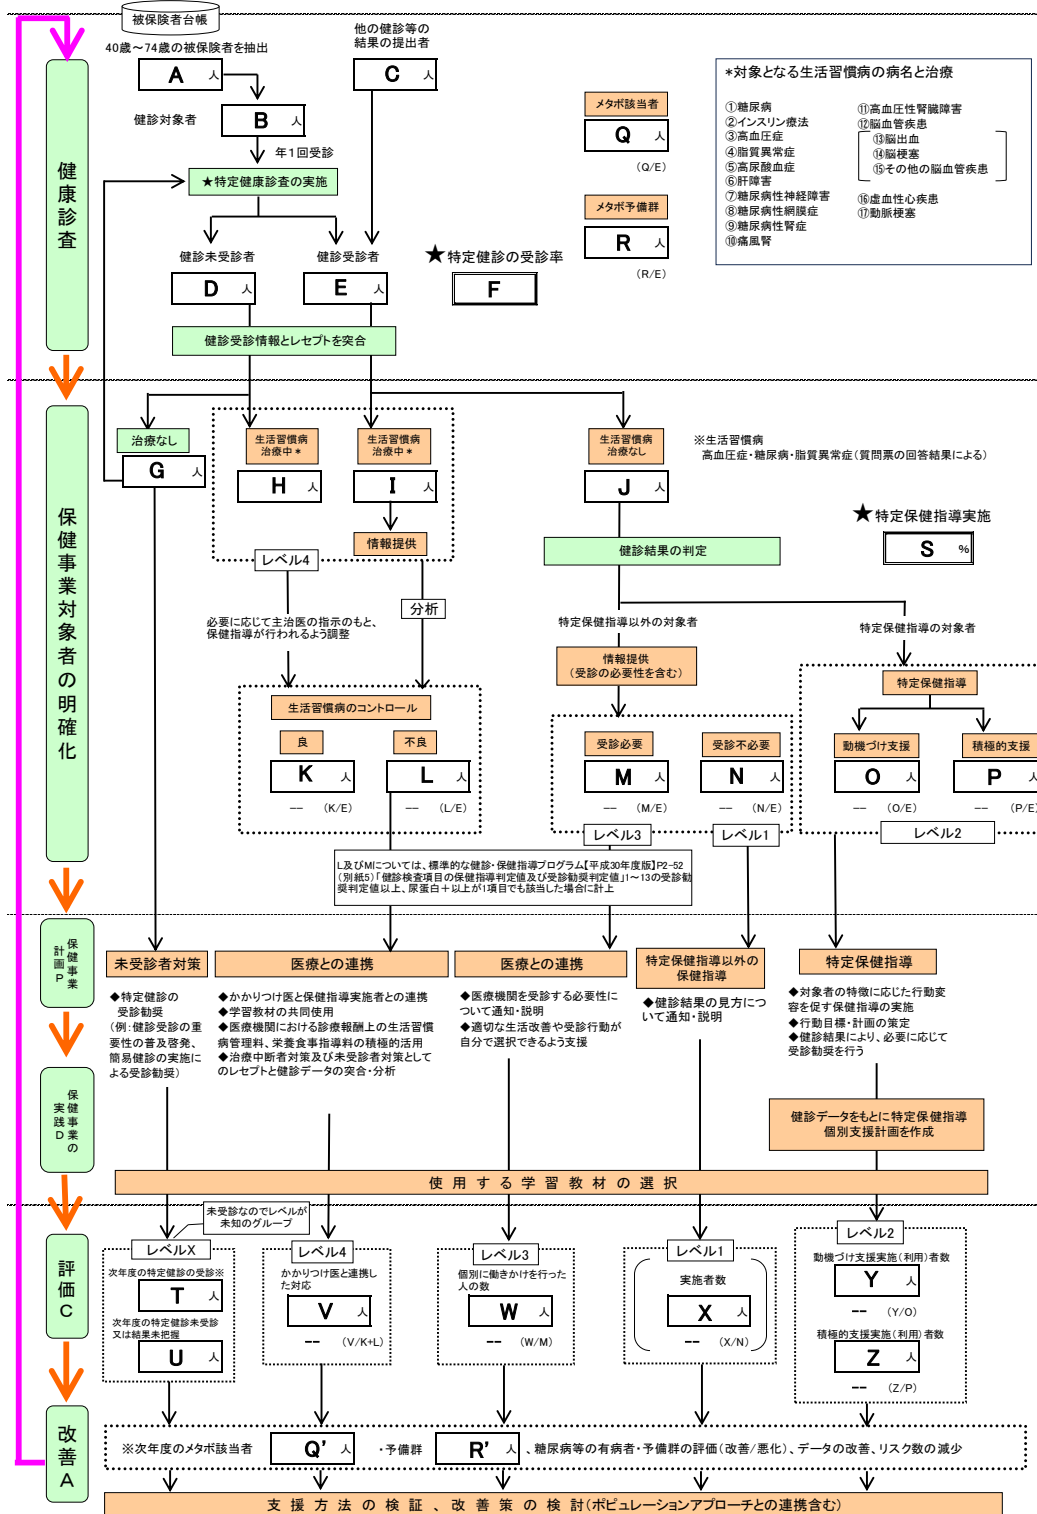 被保険者台帳
40歳～74歳の被保険者を抽出
他の健診等の
結果の提出者
A 人
C 人
健診対象者
B 人
年1回受診
★特定健康診査の実施
健診未受診者
健診受診者
D 人
E 人
★特定健診の受診率
F
健診受診情報とレセプトを突合
メタボ該当者
Q 人
(Q/E)
メタボ予備群
R 人
(R/E)
*対象となる生活習慣病の病名と治療
①糖尿病
②インスリン療法
③高血圧症
④脂質異常症
⑤高尿酸血症
⑥肝障害
⑦糖尿病性神経障害
⑧糖尿病性網膜症
⑨糖尿病性腎症
⑩痛風腎
⑪高血圧性腎臓障害
⑫脳血管疾患
⑬脳出血
⑭脳梗塞
⑮その他の脳血管疾患
⑯虚血性心疾患
⑰動脈梗塞
健康診査
治療なし
G 人
生活習慣病
治療中*
H 人
生活習慣病
治療中*
I 人
情報提供
レベル4
生活習慣病
治療なし
J 人
※生活習慣病
高血圧症・糖尿病・脂質異常症(質問票の回答結果による)
★特定保健指導実施
S %
健診結果の判定
分析
必要に応じて主治医の指示のもと、
保健指導が行われるよう調整
特定保健指導以外の対象者
特定保健指導の対象者
情報提供
(受診の必要性を含む)
特定保健指導
生活習慣病のコントロール
良
不良
K 人
L 人
-- (K/E)
-- (L/E)
受診必要
受診不必要
M 人
N 人
-- (M/E)
-- (N/E)
レベル3
レベル1
動機づけ支援
積極的支援
O 人
P 人
-- (O/E)
-- (P/E)
レベル2
L及びMについては、標準的な健診・保健指導プログラム【平成30年度版】P2-52
(別紙5)「健診検査項目の保健指導判定値及び受診勧奨判定値」1～13の受診勧
奨判定値以上、尿蛋白+以上が1項目でも該当した場合に計上
保健事業対象者の明確化
保健事業
計画P
未受診者対策
◆特定健診の
受診勧奨
(例:健診受診の重
要性の普及啓発、
簡易健診の実施に
よる受診勧奨)
医療との連携
◆かかりつけ医と保健指導実施者との連携
◆学習教材の共同使用
◆医療機関における診療報酬上の生活習慣
病管理料、栄養食事指導料の積極的活用
◆治療中断者対策及び未受診者対策として
のレセプトと健診データの突合・分析
医療との連携
◆医療機関を受診する必要性に
ついて通知・説明
◆適切な生活改善や受診行動が
自分で選択できるよう支援
特定保健指導以外の
保健指導
◆健診結果の見方につ
いて通知・説明
特定保健指導
◆対象者の特徴に応じた行動変
容を促す保健指導の実施
◆行動目標・計画の策定
◆健診結果により、必要に応じて
受診勧奨を行う
保健事業の
実践D
健診データをもとに特定保健指導
個別支援計画を作成
使用する学習教材の選択
未受診なのでレベルが
未知のグループ
評価C
レベルX
次年度の特定健診の受診※
T 人
次年度の特定健診未受診
又は結果未把握
U 人
レベル4
かかりつけ医と連携し
た対応
V 人
-- (V/K+L)
レベル3
個別に働きかけを行った
人の数
W 人
-- (W/M)
レベル1
実施者数
X 人
-- (X/N)
レベル2
動機づけ支援実施(利用)者数
Y 人
-- (Y/O)
積極的支援実施(利用)者数
Z 人
-- (Z/P)
改善A
※次年度のメタボ該当者 Q' 人 ・予備群 R' 人 、糖尿病等の有病者・予備群の評価(改善/悪化)、データの改善、リスク数の減少
支援方法の検証、改善策の検討(ポピュレーションアプローチとの連携含む)